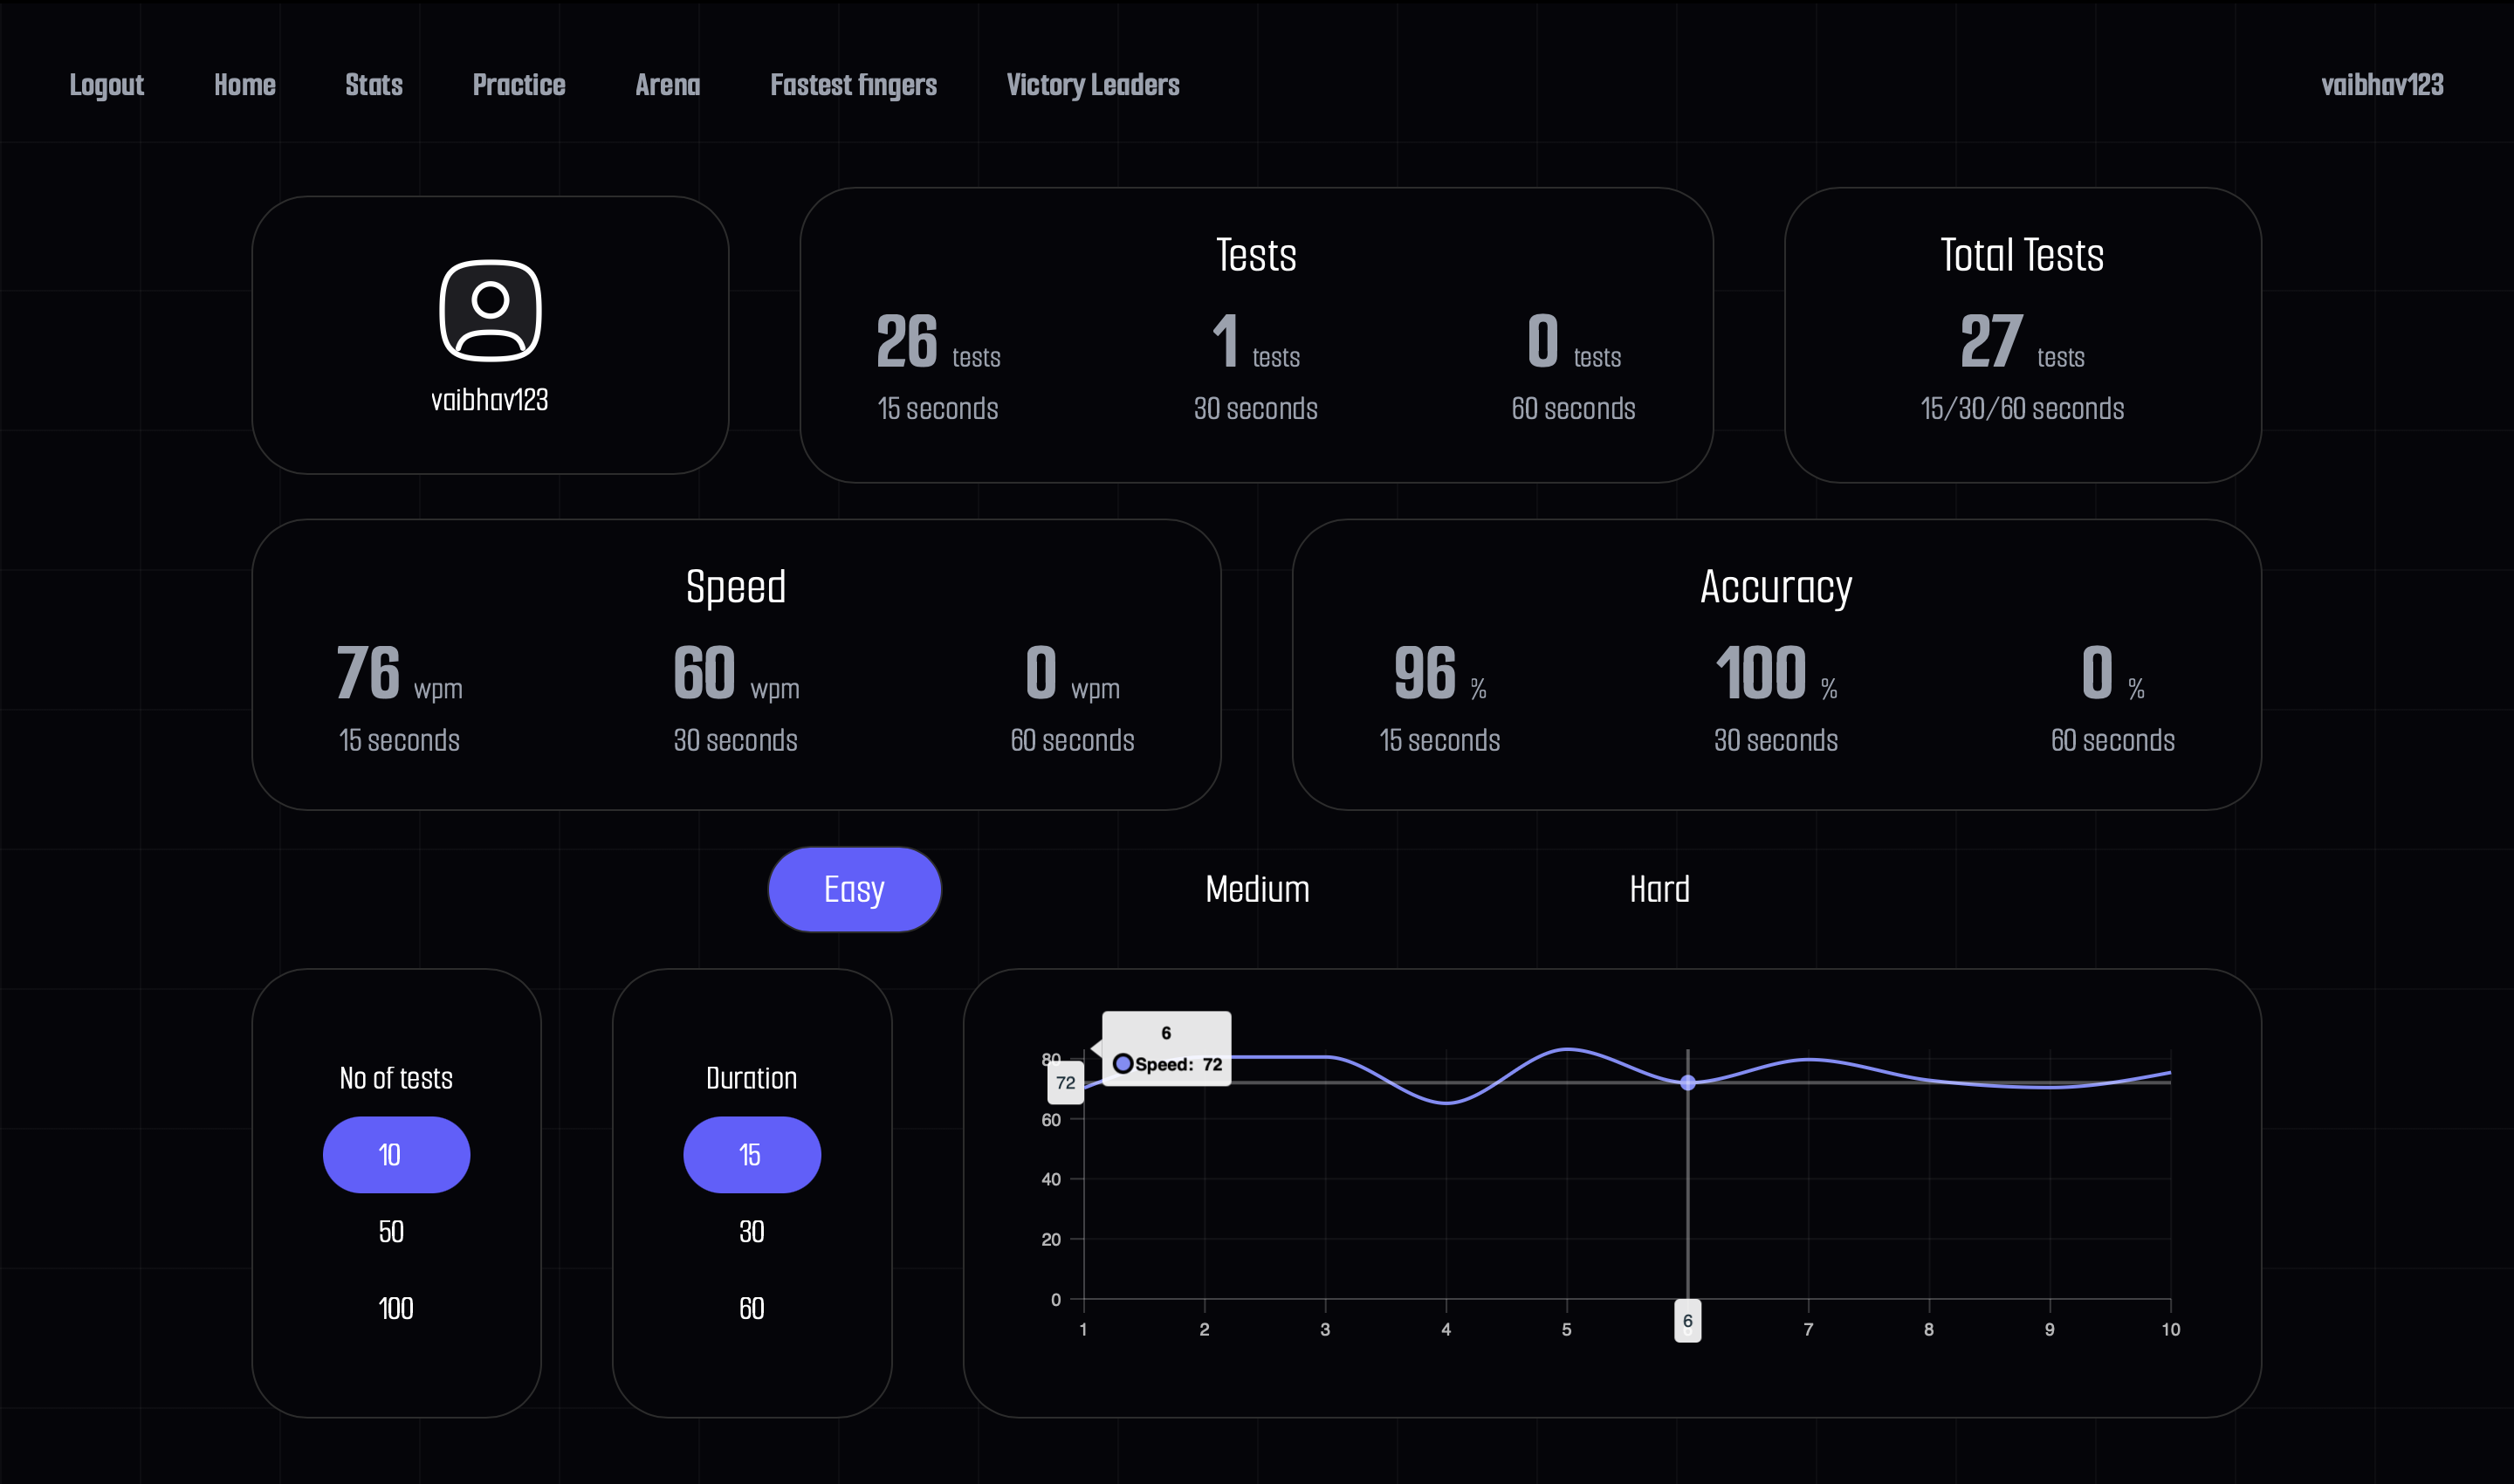 Logout Home Stats Practice Arena Fastest fingers Victory Leaders vaibhav123
vaibhav123
Tests
26 tests 1 tests 0 tests
15 seconds 30 seconds 60 seconds
Total Tests
27 tests
15/30/60 seconds
Speed
76 wpm 60 wpm 0 wpm
15 seconds 30 seconds 60 seconds
Accuracy
96 % 100 % 0 %
15 seconds 30 seconds 60 seconds
Easy Medium Hard
No of tests
10
50
100
Duration
15
30
60
6
Speed: 72
80
72
60
40
20
0
1 2 3 4 5 6 7 8 9 10